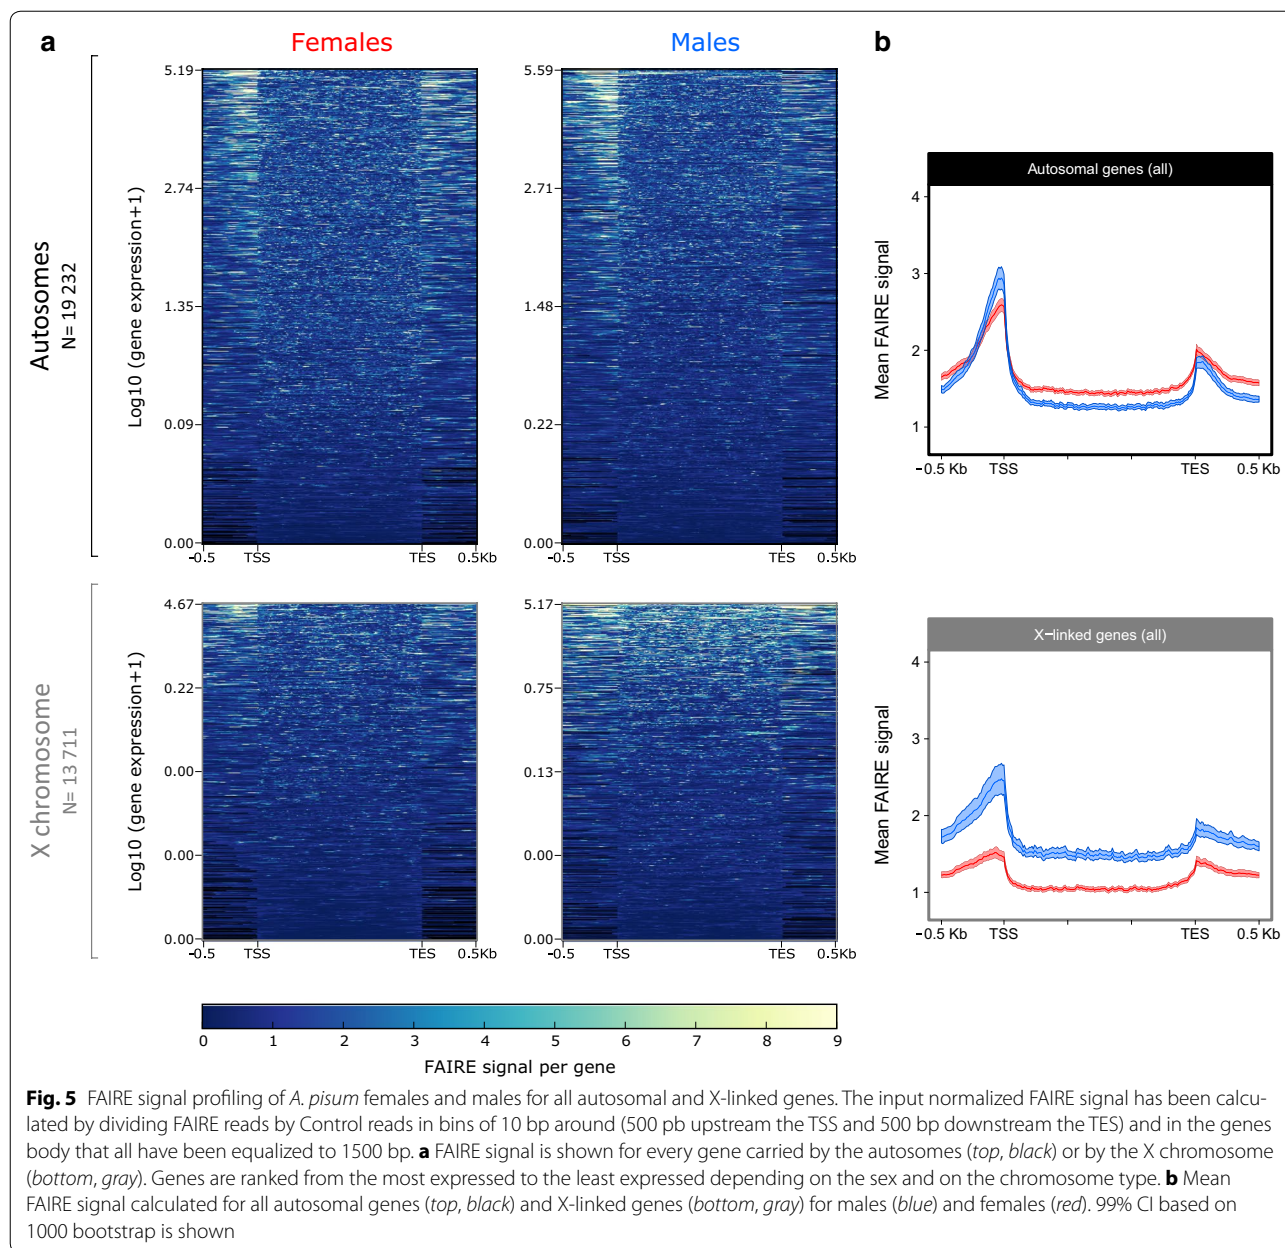 a
Females
Males
b
Autosomes
N= 19 232
Log10 (gene expression+1)
5.19
2.74
1.35
0.09
0.00
-0.5 TSS TES 0.5Kb
5.59
2.71
1.48
0.22
0.00
-0.5 TSS TES 0.5Kb
Autosomal genes (all)
Mean FAIRE signal
4
3
2
1
-0.5 Kb TSS TES 0.5 Kb
X chromosome
N= 13 711
Log10 (gene expression+1)
4.67
0.22
0.00
0.00
0.00
-0.5 TSS TES 0.5Kb
5.17
0.75
0.13
0.00
0.00
-0.5 TSS TES 0.5Kb
X-linked genes (all)
Mean FAIRE signal
4
3
2
1
-0.5 Kb TSS TES 0.5 Kb
0 1 2 3 4 5 6 7 8 9
FAIRE signal per gene
Fig. 5 FAIRE signal profiling of A. pisum females and males for all autosomal and X-linked genes. The input normalized FAIRE signal has been calcu-
lated by dividing FAIRE reads by Control reads in bins of 10 bp around (500 pb upstream the TSS and 500 bp downstream the TES) and in the genes
body that all have been equalized to 1500 bp. a FAIRE signal is shown for every gene carried by the autosomes (top, black) or by the X chromosome
(bottom, gray). Genes are ranked from the most expressed to the least expressed depending on the sex and on the chromosome type. b Mean
FAIRE signal calculated for all autosomal genes (top, black) and X-linked genes (bottom, gray) for males (blue) and females (red). 99% CI based on
1000 bootstrap is shown